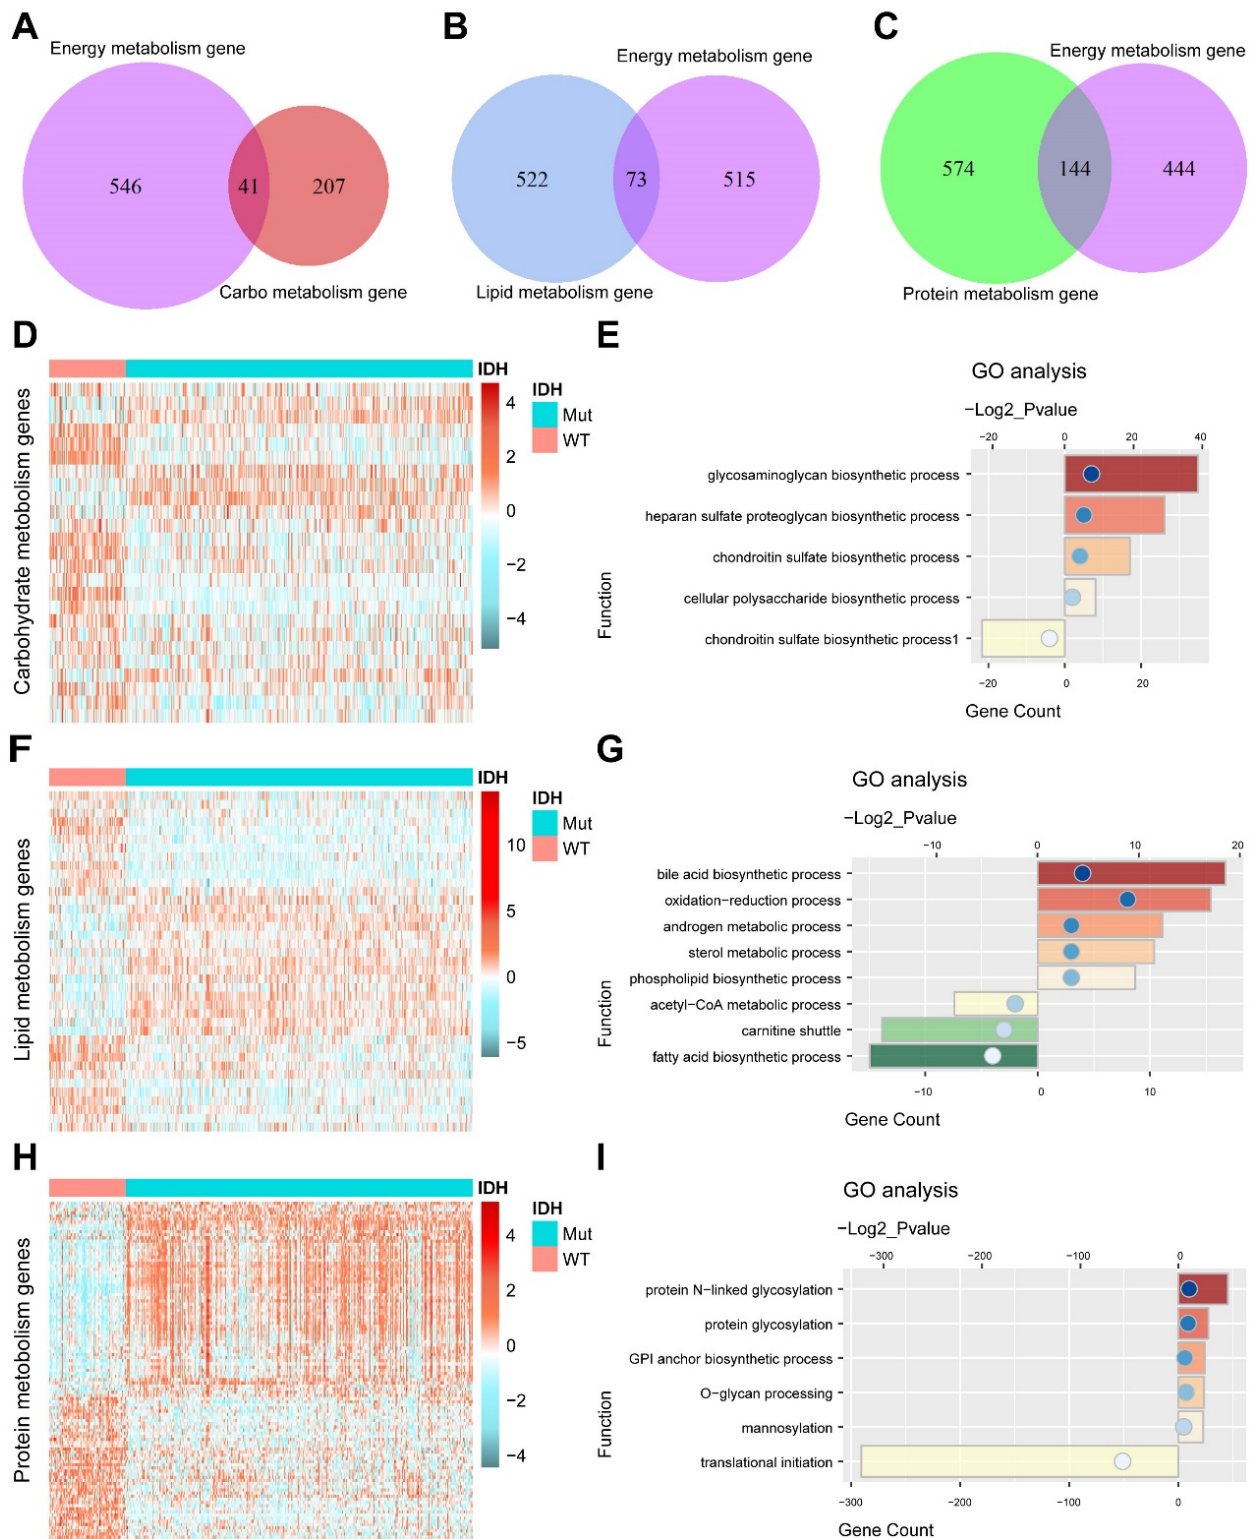 A
Energy metabolism gene
546
41
207
Carbo metabolism gene
B
Energy metabolism gene
522
73
515
Lipid metabolism gene
C
Energy metabolism gene
574
144
444
Protein metabolism gene
D
Carbohydrate metobolism genes
IDH
4
2
0
−2
−4
IDH
Mut
WT
E
GO analysis
−Log2_Pvalue
−20 0 20 40
Function
glycosaminoglycan biosynthetic process
heparan sulfate proteoglycan biosynthetic process
chondroitin sulfate biosynthetic process
cellular polysaccharide biosynthetic process
chondroitin sulfate biosynthetic process1
−20 0 20
Gene Count
F
Lipid metobolism genes
IDH
10
5
0
−5
IDH
Mut
WT
G
GO analysis
−Log2_Pvalue
−10 0 10 20
Function
bile acid biosynthetic process
oxidation−reduction process
androgen metabolic process
sterol metabolic process
phospholipid biosynthetic process
acetyl−CoA metabolic process
carnitine shuttle
fatty acid biosynthetic process
−10 0 10
Gene Count
H
Protein metobolism genes
IDH
4
2
0
−2
−4
IDH
Mut
WT
I
GO analysis
−Log2_Pvalue
−300 −200 −100 0
Function
protein N−linked glycosylation
protein glycosylation
GPI anchor biosynthetic process
O−glycan processing
mannosylation
translational initiation
−300 −200 −100 0
Gene Count